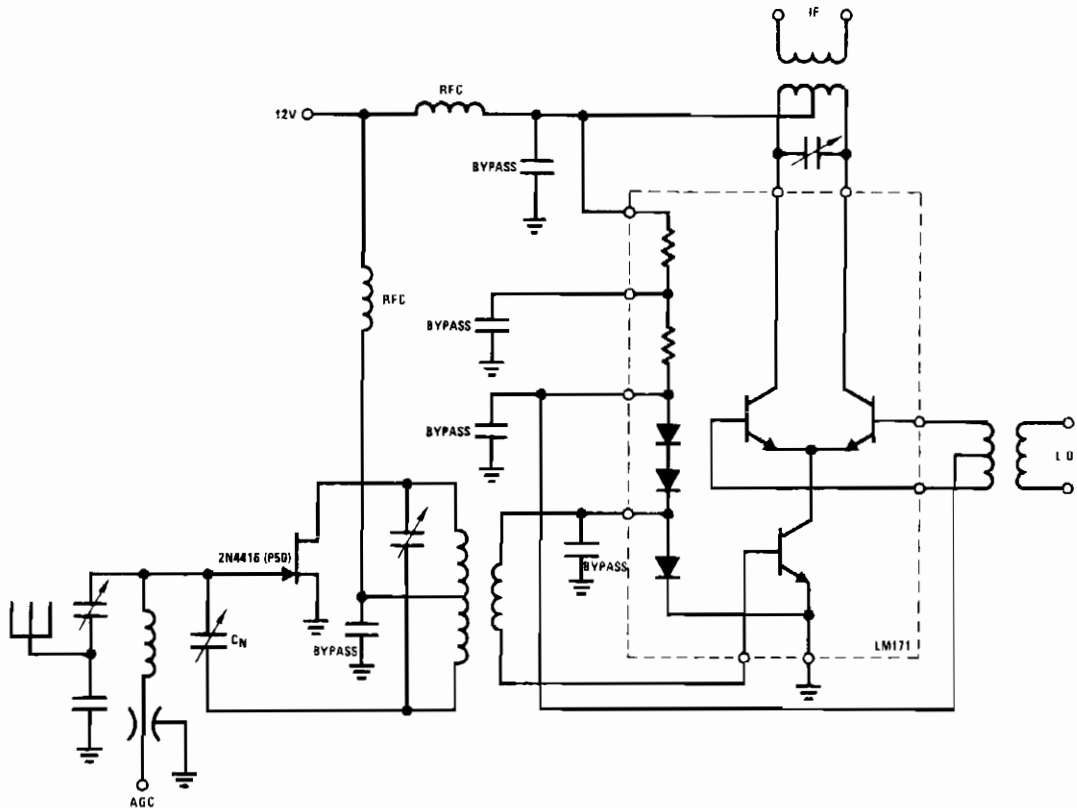 IF
RFC
12V
BYPASS
RFC
BYPASS
BYPASS
LO
2N4416 (P50)
BYPASS
CN
BYPASS
LM171
AGC